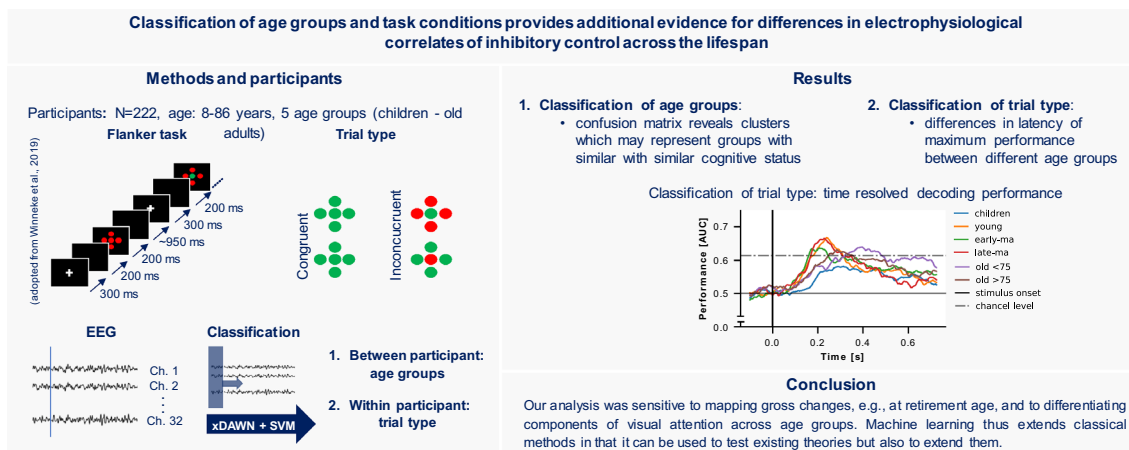 Classification of age groups and task conditions provides additional evidence for differences in electrophysiological
correlates of inhibitory control across the lifespan
Methods and participants
Participants: N=222, age: 8-86 years, 5 age groups (children - old
adults)
Flanker task
Trial type
(adopted from Winneke et al., 2019)
200 ms
300 ms
~950 ms
200 ms
200 ms
300 ms
Congruent
Inconcucruent
EEG
Ch. 1
Ch. 2
⋮
Ch. 32
Classification
xDAWN + SVM
1. Between participant:
age groups
2. Within participant:
trial type
Results
1. Classification of age groups:
• confusion matrix reveals clusters
which may represent groups with
similar with similar cognitive status
2. Classification of trial type:
• differences in latency of
maximum performance
between different age groups
Classification of trial type: time resolved decoding performance
Performance [AUC]
0.7
0.6
0.5
0.0
0.0 0.2 0.4 0.6
Time [s]
children
young
early-ma
late-ma
old <75
old >75
stimulus onset
chancel level
Conclusion
Our analysis was sensitive to mapping gross changes, e.g., at retirement age, and to differentiating
components of visual attention across age groups. Machine learning thus extends classical
methods in that it can be used to test existing theories but also to extend them.